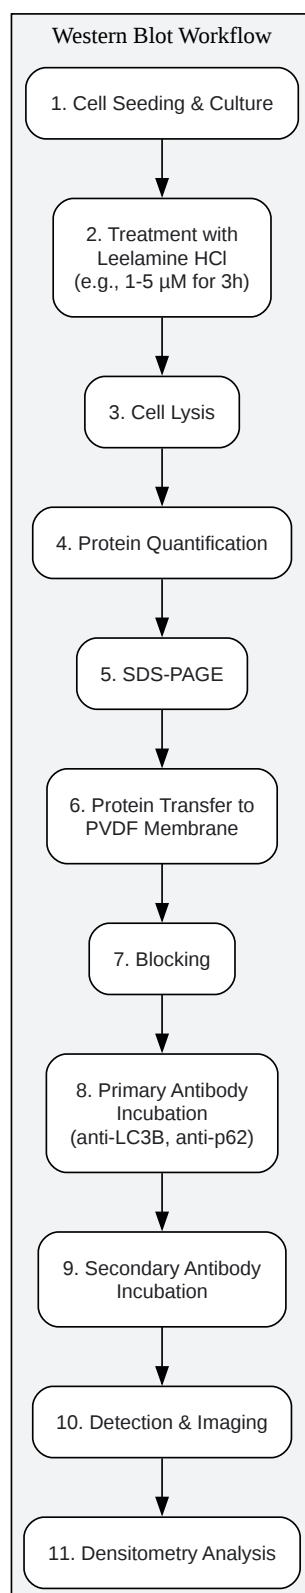 Western Blot Workflow
1. Cell Seeding & Culture
2. Treatment with
Leelamine HCl
(e.g., 1-5 µM for 3h)
3. Cell Lysis
4. Protein Quantification
5. SDS-PAGE
6. Protein Transfer to
PVDF Membrane
7. Blocking
8. Primary Antibody
Incubation
(anti-LC3B, anti-p62)
9. Secondary Antibody
Incubation
10. Detection & Imaging
11. Densitometry Analysis